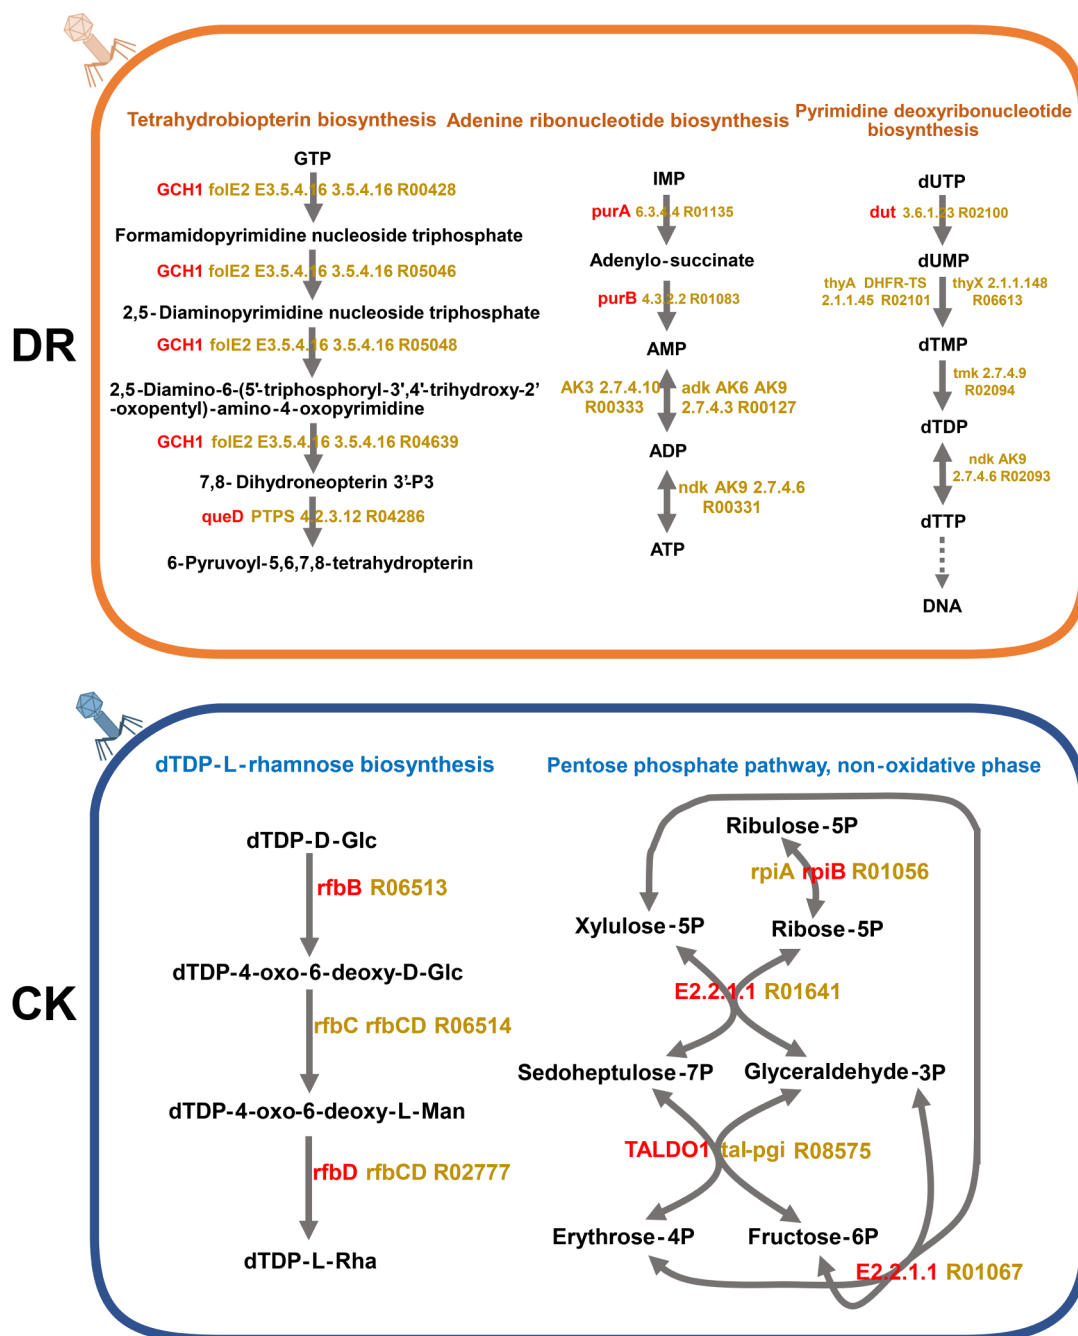 DR
Tetrahydrobiopterin biosynthesis
GTP
GCH1 folE2 E3.5.4.16 3.5.4.16 R00428
Formamidopyrimidine nucleoside triphosphate
GCH1 folE2 E3.5.4.16 3.5.4.16 R05046
2,5-Diaminopyrimidine nucleoside triphosphate
GCH1 folE2 E3.5.4.16 3.5.4.16 R05048
2,5-Diamino-6-(5'-triphosphoryl-3',4'-trihydroxy-2'
-oxopentyl)-amino-4-oxopyrimidine
GCH1 folE2 E3.5.4.16 3.5.4.16 R04639
7,8- Dihydroneopterin 3'-P3
queD PTPS 4.2.3.12 R04286
6-Pyruvoyl-5,6,7,8-tetrahydropterin
Adenine ribonucleotide biosynthesis
IMP
purA 6.3.4.4 R01135
Adenylo-succinate
purB 4.3.2.2 R01083
AMP
AK3 2.7.4.10
R00333
adk AK6 AK9
2.7.4.3 R00127
ADP
ndk AK9 2.7.4.6
R00331
ATP
Pyrimidine deoxyribonucleotide
biosynthesis
dUTP
dut 3.6.1.23 R02100
dUMP
thyA DHFR-TS
2.1.1.45 R02101
thyX 2.1.1.148
R06613
dTMP
tmk 2.7.4.9
R02094
dTDP
ndk AK9
2.7.4.6 R02093
dTTP
DNA
CK
dTDP-L-rhamnose biosynthesis
dTDP-D-Glc
rfbB R06513
dTDP-4-oxo-6-deoxy-D-Glc
rfbC rfbCD R06514
dTDP-4-oxo-6-deoxy-L-Man
rfbD rfbCD R02777
dTDP-L-Rha
Pentose phosphate pathway, non-oxidative phase
Ribulose-5P
rpiA rpiB R01056
Xylulose-5P Ribose-5P
E2.2.1.1 R01641
Sedoheptulose-7P Glyceraldehyde-3P
TALDO1 tal-pgi R08575
Erythrose-4P Fructose-6P
E2.2.1.1 R01067